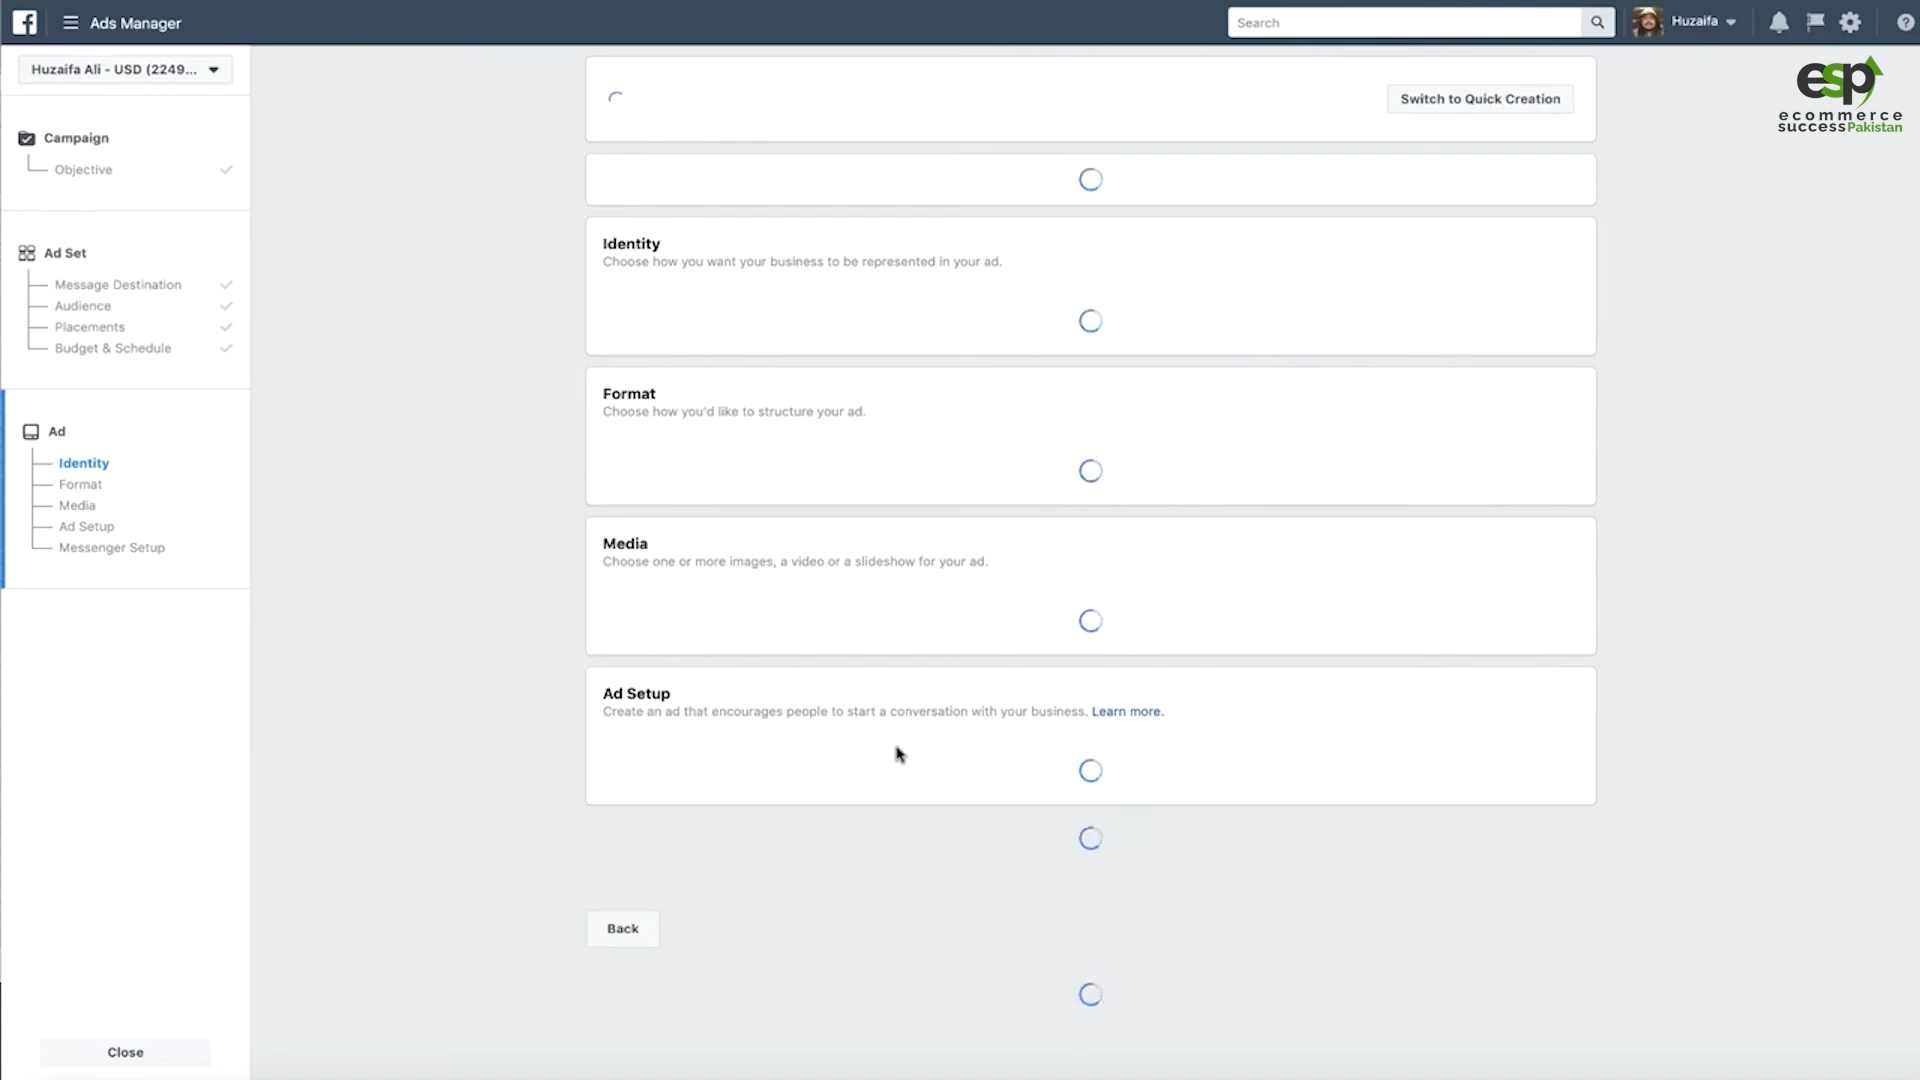 Ads Manager
Search
Huzaifa
Huzaifa Ali - USD (2249...
esp
ecommerce
successPakistan
Switch to Quick Creation
Campaign
Objective
Ad Set
Message Destination
Audience
Placements
Budget & Schedule
Ad
Identity
Format
Media
Ad Setup
Messenger Setup
Close
Identity
Choose how you want your business to be represented in your ad.
Format
Choose how you'd like to structure your ad.
Media
Choose one or more images, a video or a slideshow for your ad.
Ad Setup
Create an ad that encourages people to start a conversation with your business. Learn more.
Back